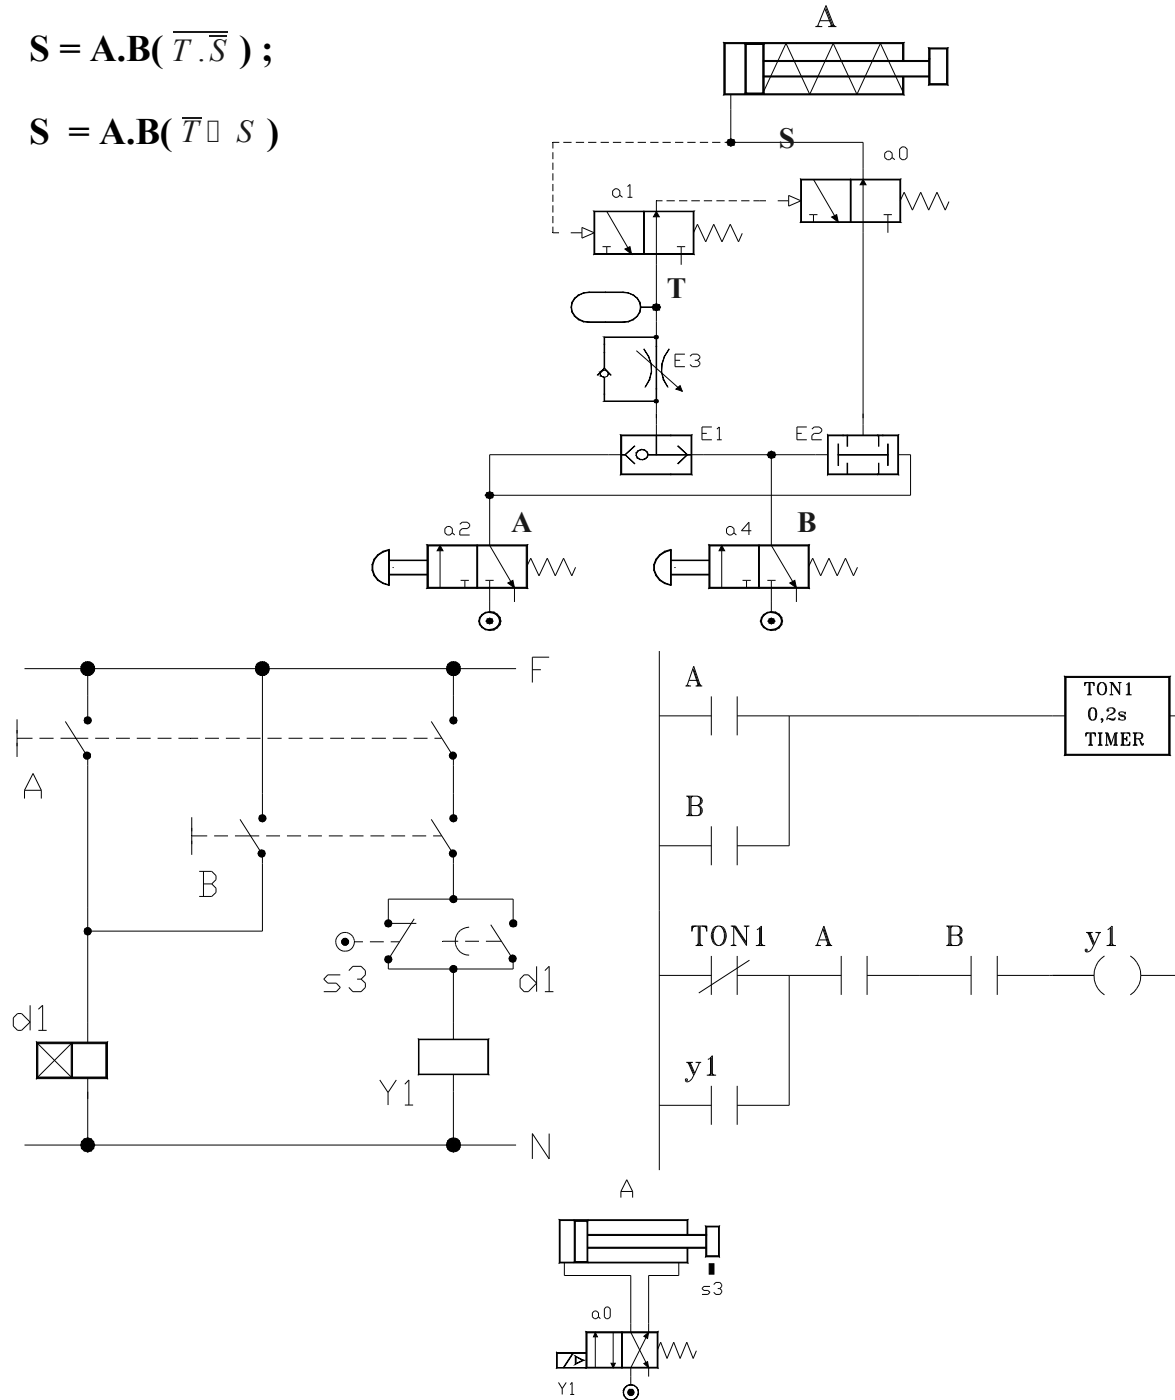 S = A.B( T . S ) ;
S = A.B( T S )
A
S
a0
a1
T
E3
E1
E2
A
B
a2
a4
F
A
B
s3
d1
d1
Y1
N
A
TON1
0,2s
TIMER
B
TON1
A
B
y1
y1
A
s3
a0
Y1